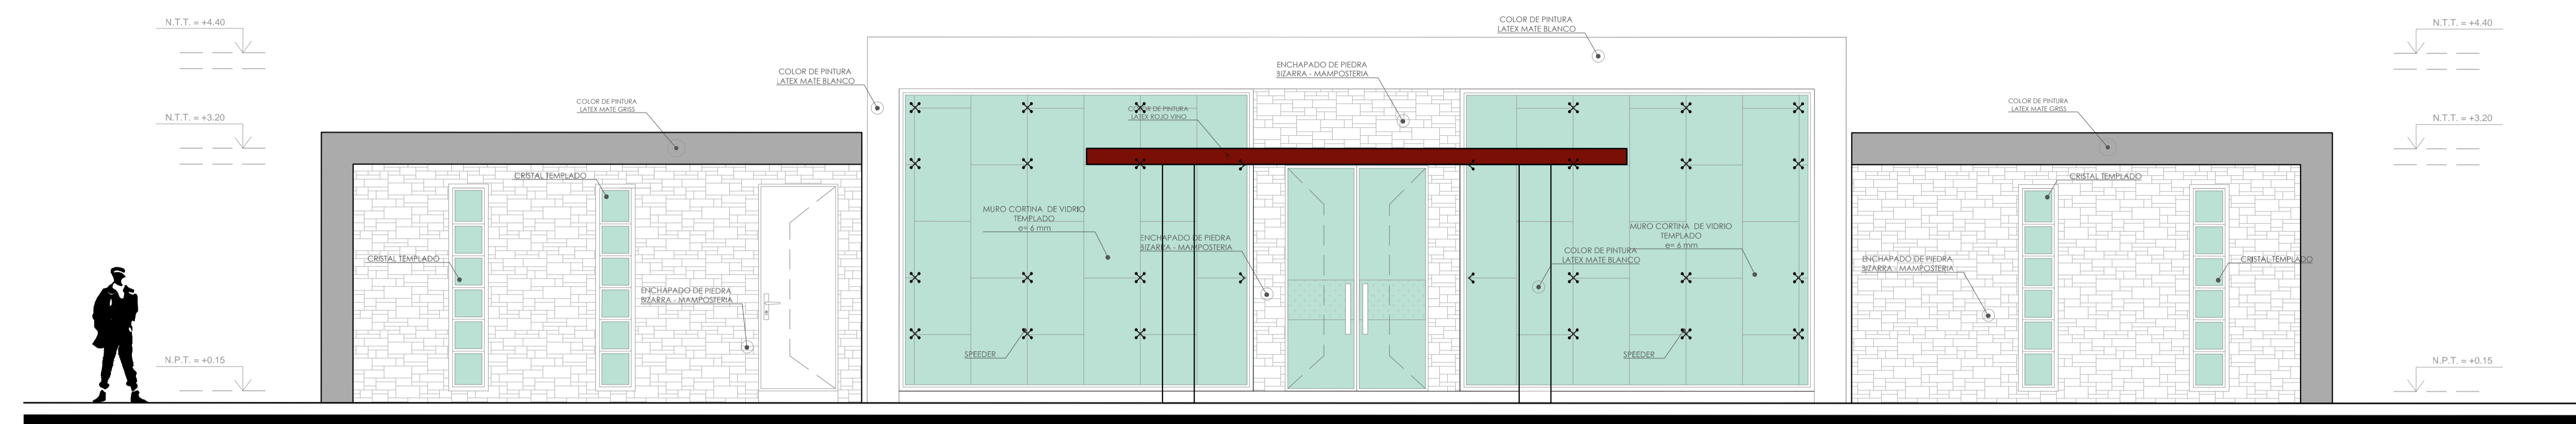 N.T.T. = +4.40
COLOR DE PINTURA
LATEX MATE BLANCO
N.T.T. = +4.40
COLOR DE PINTURA
LATEX MATE BLANCO
ENCHAPADO DE PIEDRA
BIZARRA - MAMPOSTERIA
COLOR DE PINTURA
LATEX MATE GRISS
COLOR DE PINTURA
LATEX ROJO VINO
COLOR DE PINTURA
LATEX MATE GRISS
N.T.T. = +3.20
N.T.T. = +3.20
CRISTAL TEMPLADO
CRISTAL TEMPLADO
MURO CORTINA DE VIDRIO
TEMPLADO
e= 6 mm
MURO CORTINA DE VIDRIO
TEMPLADO
e= 6 mm
ENCHAPADO DE PIEDRA
BIZARRA - MAMPOSTERIA
COLOR DE PINTURA
LATEX MATE BLANCO
CRISTAL TEMPLADO
ENCHAPADO DE PIEDRA
BIZARRA - MAMPOSTERIA
CRISTAL TEMPLADO
ENCHAPADO DE PIEDRA
BIZARRA - MAMPOSTERIA
SPEEDER
SPEEDER
N.P.T. = +0.15
N.P.T. = +0.15